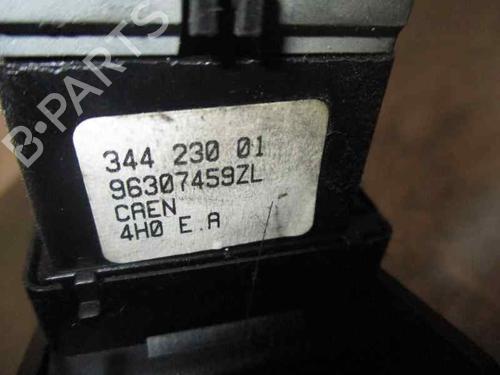 B-PARTS
344 230 01
96307459ZL
CAEN
4H0 E.A